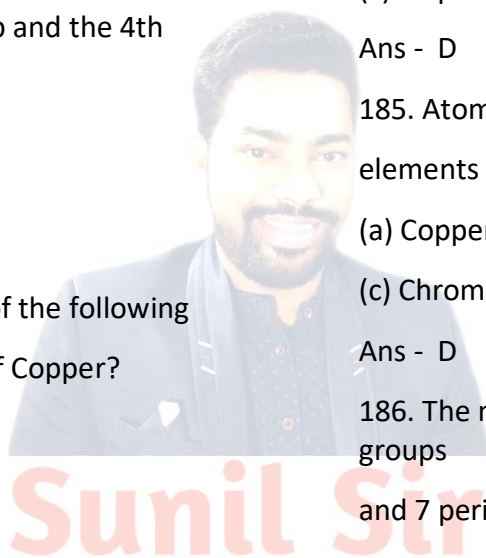 and the 4th
of the following
Copper?
Ans - D
185. Atom
elements
(a) Copper
(c) Chrom
Ans - D
186. The
groups
and 7 peri
Sunil Sir